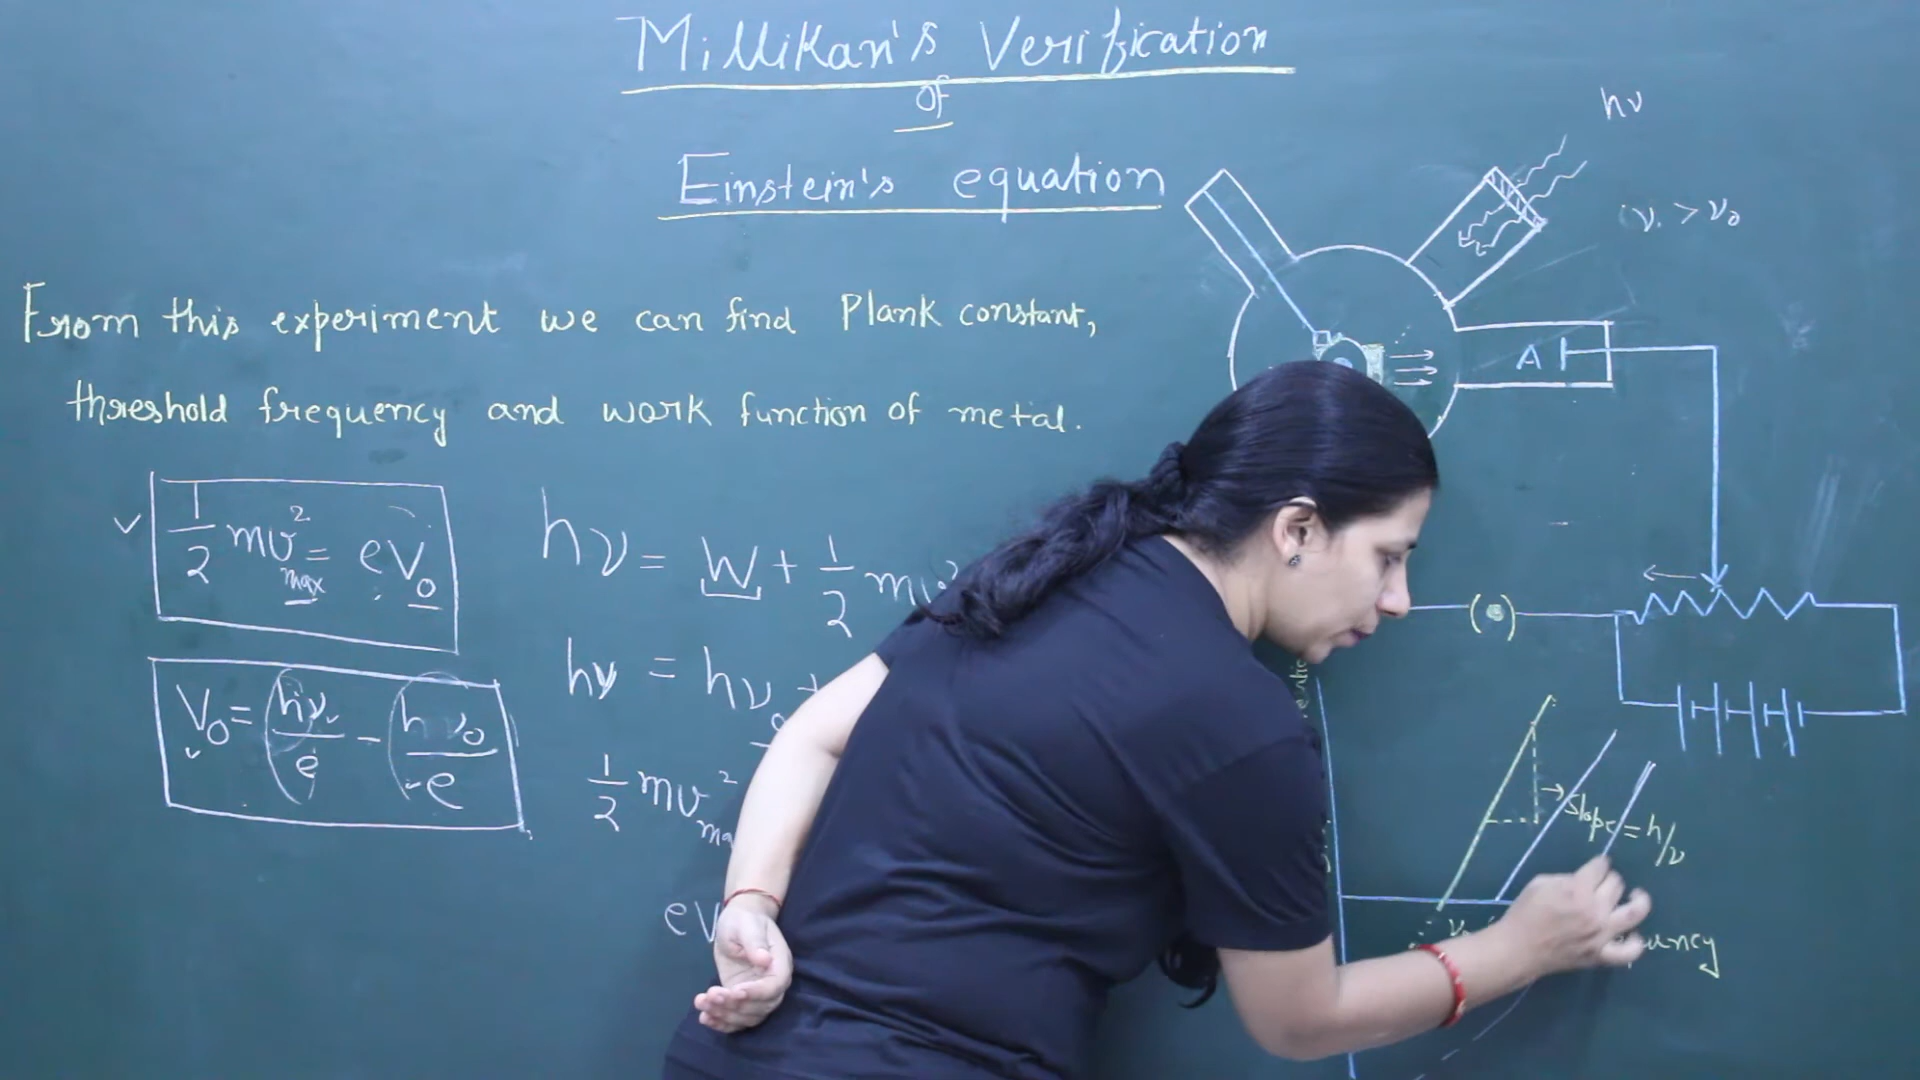 Millikan's Verification
of
Einstein's equation
From this experiment we can find Plank constant,
threshold frequency and work function of metal.
1/2 mv²max = eV₀
V₀ = hν/e - hν₀/e
hν = W + 1/2 mv²
hν = hν₀ +
1/2 mv²ma
eV
hν
ν > ν₀
A
Slope = h/ν